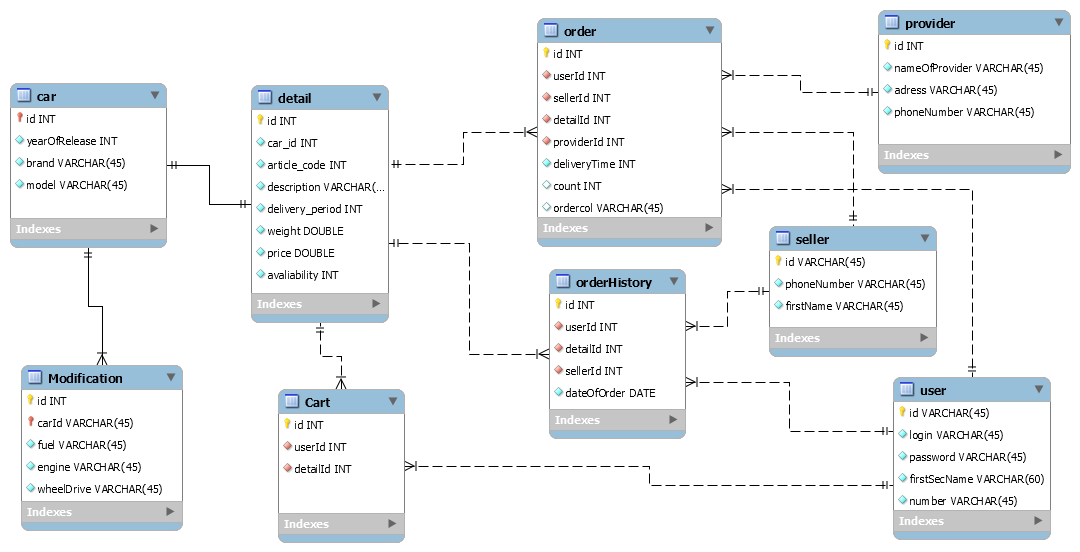 car
id INT
yearOfRelease INT
brand VARCHAR(45)
model VARCHAR(45)
Indexes
detail
id INT
car_id INT
article_code INT
description VARCHAR(...
delivery_period INT
weight DOUBLE
price DOUBLE
avaliability INT
Indexes
order
id INT
userId INT
sellerId INT
detailId INT
providerId INT
deliveryTime INT
count INT
ordercol VARCHAR(45)
Indexes
provider
id INT
nameOfProvider VARCHAR(45)
adress VARCHAR(45)
phoneNumber VARCHAR(45)
Indexes
seller
id VARCHAR(45)
phoneNumber VARCHAR(45)
firstName VARCHAR(45)
Indexes
orderHistory
id INT
userId INT
detailId INT
sellerId INT
dateOfOrder DATE
Indexes
Modification
id INT
carId VARCHAR(45)
fuel VARCHAR(45)
engine VARCHAR(45)
wheelDrive VARCHAR(45)
Indexes
Cart
id INT
userId INT
detailId INT
Indexes
user
id VARCHAR(45)
login VARCHAR(45)
password VARCHAR(45)
firstSecName VARCHAR(60)
number VARCHAR(45)
Indexes